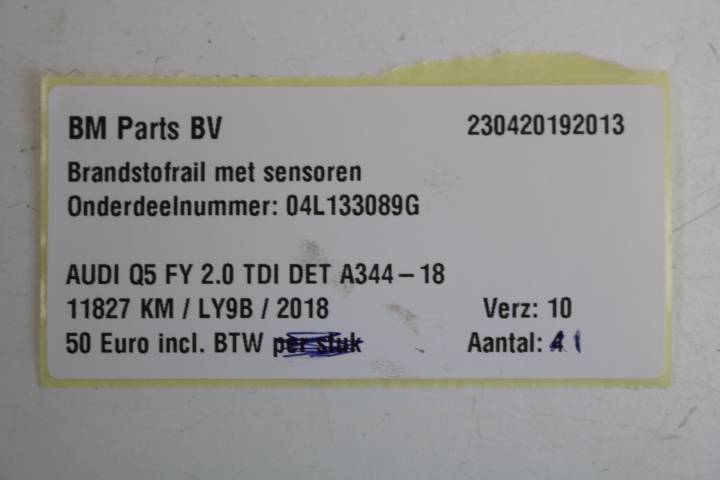 BM Parts BV 230420192013
Brandstofrail met sensoren
Onderdeelnummer: 04L133089G
AUDI Q5 FY 2.0 TDI DET A344-18
11827 KM / LY9B / 2018 Verz: 10
50 Euro incl. BTW per stuk Aantal: 4 1